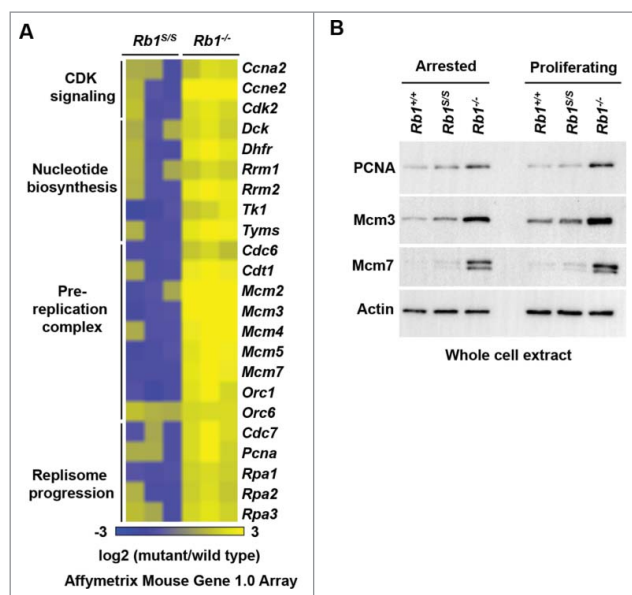 A
Rb1S/S Rb1-/-
CDK
signaling
Nucleotide
biosynthesis
Pre-
replication
complex
Replisome
progression
Ccna2
Ccne2
Cdk2
Dck
Dhfr
Rrm1
Rrm2
Tk1
Tyms
Cdc6
Cdt1
Mcm2
Mcm3
Mcm4
Mcm5
Mcm7
Orc1
Orc6
Cdc7
Pcna
Rpa1
Rpa2
Rpa3
-3 3
log2 (mutant/wild type)
Affymetrix Mouse Gene 1.0 Array
B
Arrested Proliferating
Rb1+/+ Rb1S/S Rb1-/- Rb1+/+ Rb1S/S Rb1-/-
PCNA
Mcm3
Mcm7
Actin
Whole cell extract